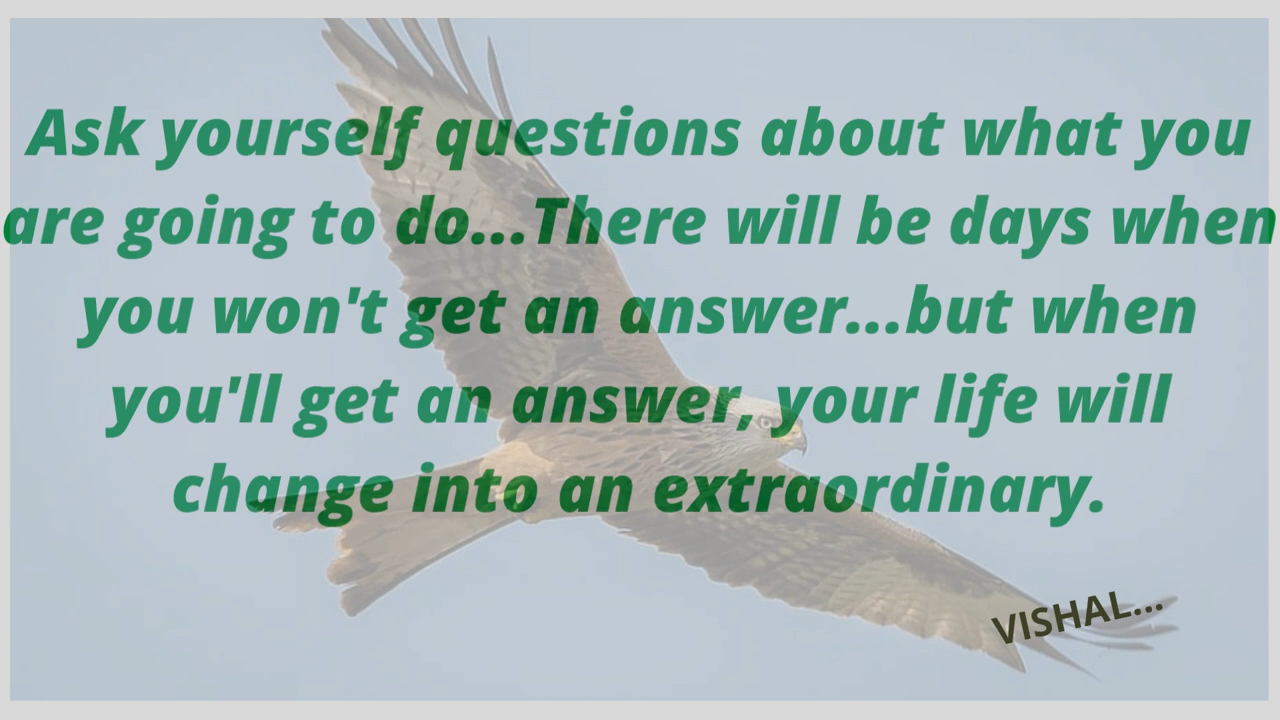 Ask yourself questions about what you
are going to do...There will be days when
you won't get an answer...but when
you'll get an answer, your life will
change into an extraordinary.
VISHAL...